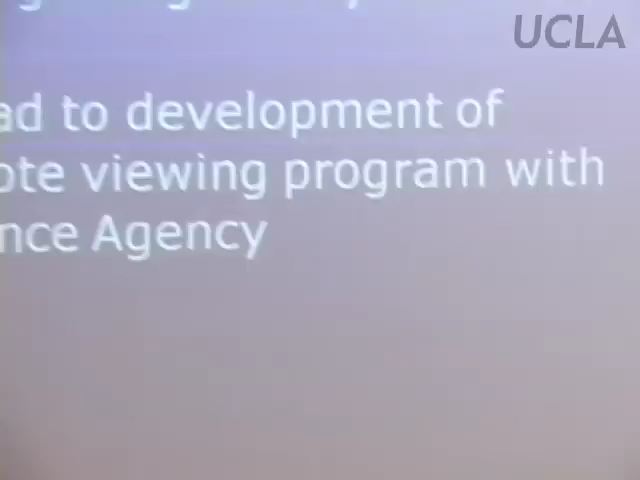 UCLA
ad to development of
ote viewing program with
nce Agency